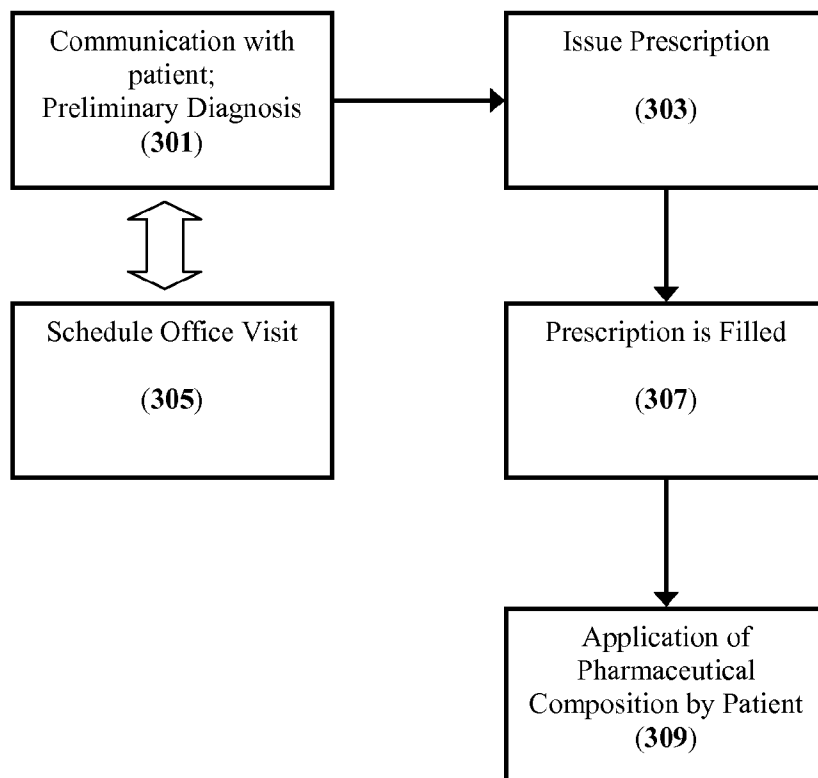 Communication with
patient;
Preliminary Diagnosis
(301)
Issue Prescription
(303)
Schedule Office Visit
(305)
Prescription is Filled
(307)
Application of
Pharmaceutical
Composition by Patient
(309)